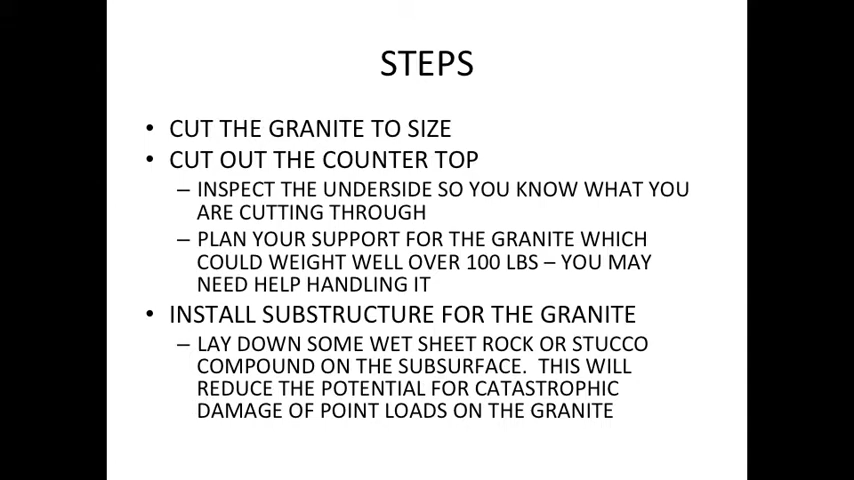 STEPS
• CUT THE GRANITE TO SIZE
• CUT OUT THE COUNTER TOP
– INSPECT THE UNDERSIDE SO YOU KNOW WHAT YOU
ARE CUTTING THROUGH
– PLAN YOUR SUPPORT FOR THE GRANITE WHICH
COULD WEIGHT WELL OVER 100 LBS – YOU MAY
NEED HELP HANDLING IT
• INSTALL SUBSTRUCTURE FOR THE GRANITE
– LAY DOWN SOME WET SHEET ROCK OR STUCCO
COMPOUND ON THE SUBSURFACE.  THIS WILL
REDUCE THE POTENTIAL FOR CATASTROPHIC
DAMAGE OF POINT LOADS ON THE GRANITE